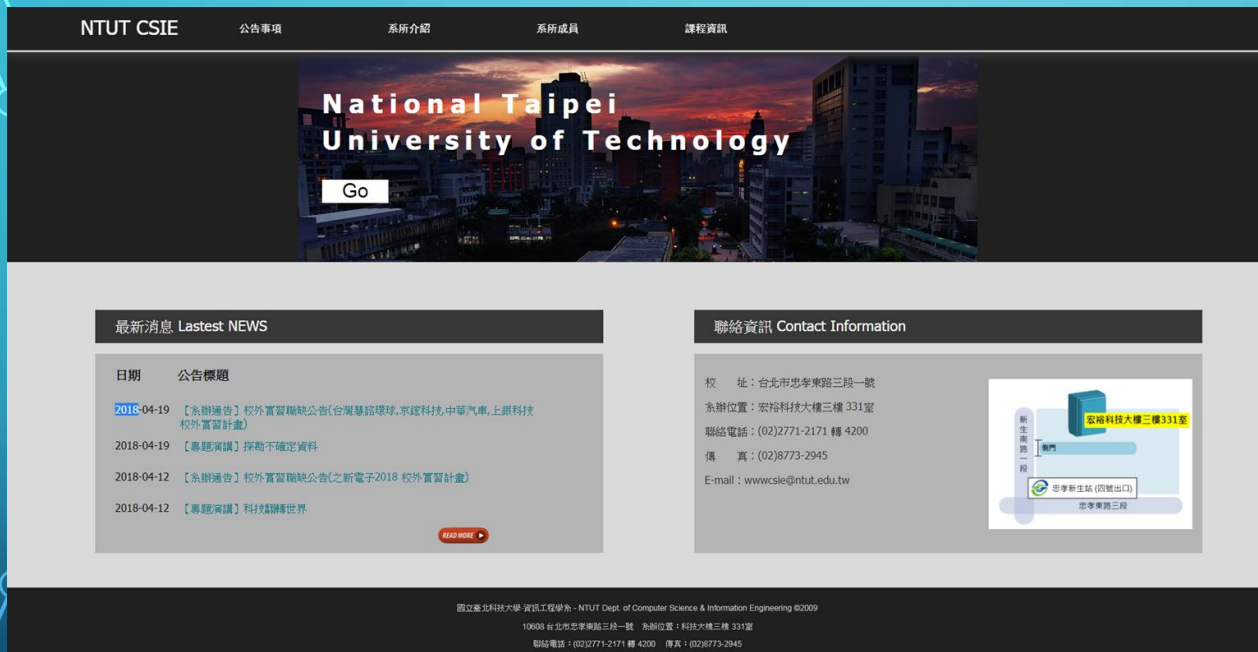 NTUT CSIE 公告事項 系所介紹 系所成員 課程資訊
National Taipei
University of Technology
Go
最新消息 Lastest NEWS
日期 公告標題
2018-04-19 【系辦通告】校外實習職缺公告(台灣慧諮環球,京鼎科技,中華汽車,上銀科技
校外實習計畫)
2018-04-19 【專題演講】探勘不確定資料
2018-04-12 【系辦通告】校外實習職缺公告(之新電子2018 校外實習計畫)
2018-04-12 【專題演講】科技翻轉世界
READ MORE
聯絡資訊 Contact Information
校 址：台北市忠孝東路三段一號
系辦位置：宏裕科技大樓三樓 331室
聯絡電話：(02)2771-2171 轉 4200
傳 真：(02)8773-2945
E-mail：wwwcsie@ntut.edu.tw
宏裕科技大樓三樓331室
新生南路一段
側門
忠孝新生站 (四號出口)
忠孝東路三段
國立臺北科技大學 資訊工程學系 - NTUT Dept. of Computer Science & Information Engineering ©2009
10608 台北市忠孝東路三段一號 系辦位置：科技大樓三樓 331室
聯絡電話：(02)2771-2171 轉 4200 傳真：(02)8773-2945